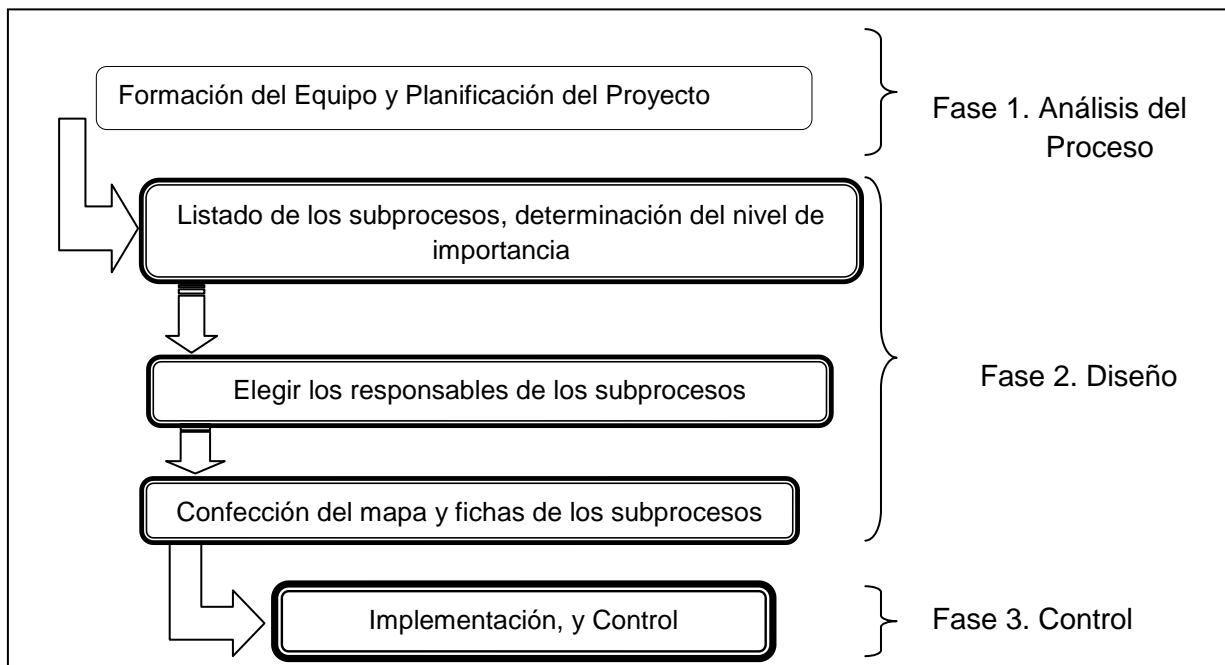 Formación del Equipo y Planificación del Proyecto
Fase 1. Análisis del
Proceso
Listado de los subprocesos, determinación del nivel de
importancia
Elegir los responsables de los subprocesos
Fase 2. Diseño
Confección del mapa y fichas de los subprocesos
Implementación, y Control
Fase 3. Control